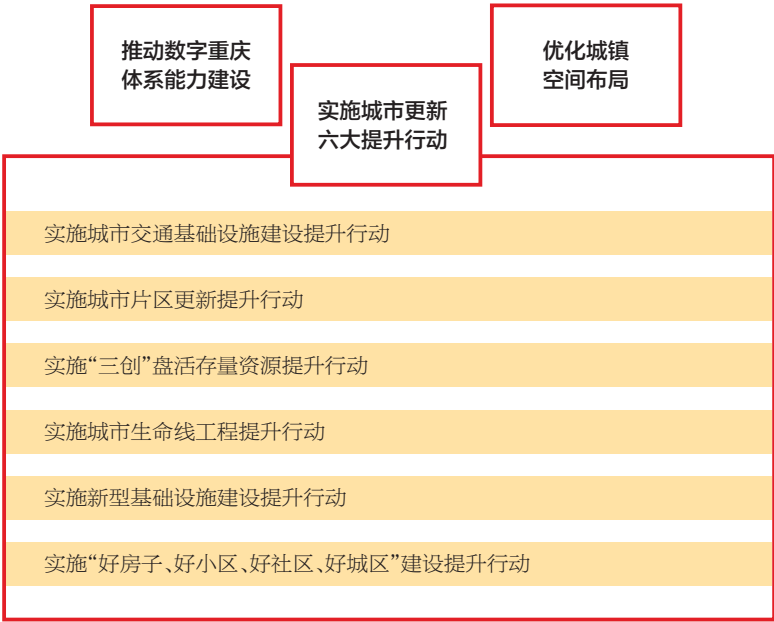 推动数字重庆
体系能力建设
优化城镇
空间布局
实施城市更新
六大提升行动
实施城市交通基础设施建设提升行动
实施城市片区更新提升行动
实施“三创”盘活存量资源提升行动
实施城市生命线工程提升行动
实施新型基础设施建设提升行动
实施“好房子、好小区、好社区、好城区”建设提升行动